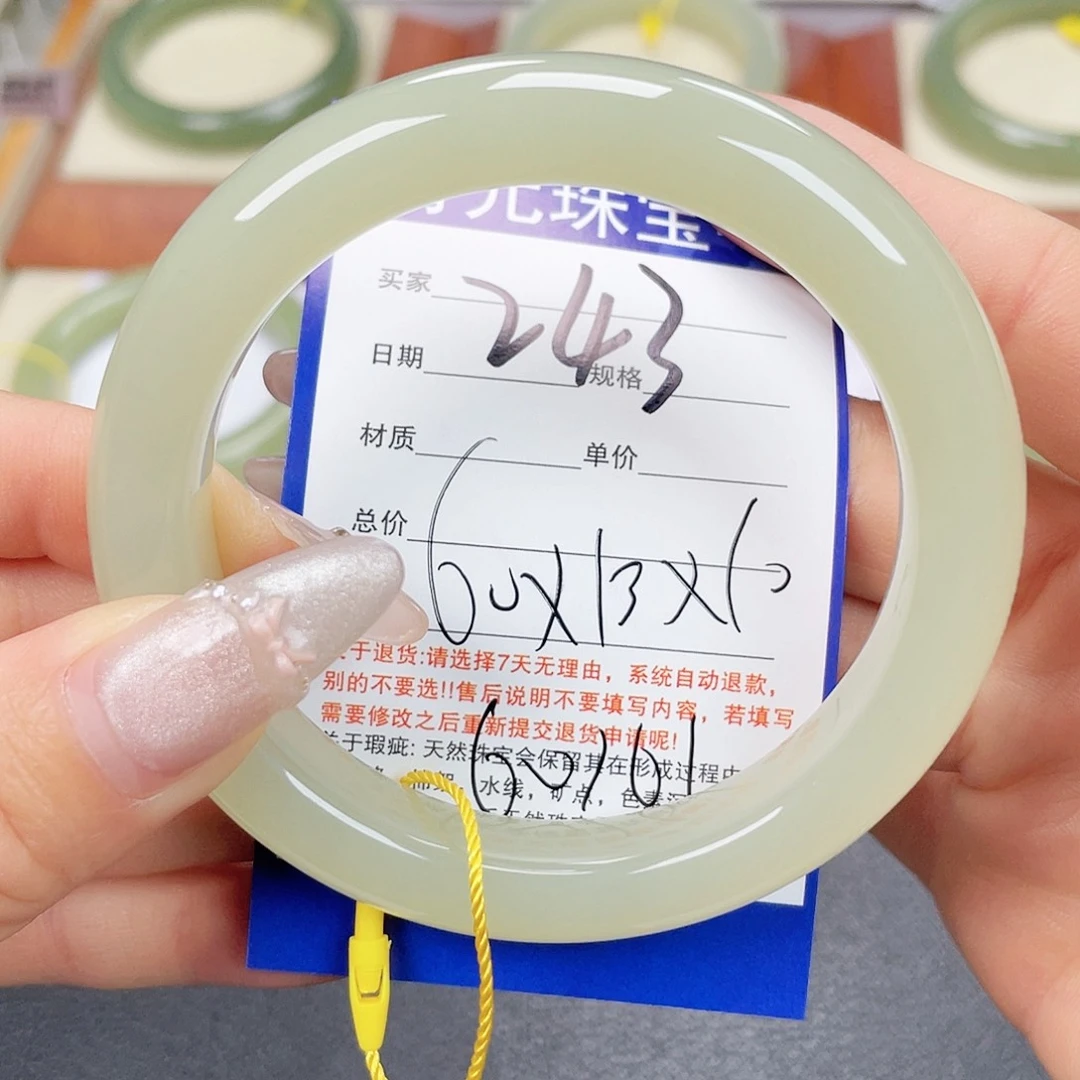 元珠宝
买家 243
日期 规格
材质 单价
总价
60x13x10
于退货:请选择7天无理由，系统自动退款，
别的不要选!!售后说明不要填写内容，若填写
需要修改之后重新提交退货申请呢!
关于瑕疵: 天然珠宝会保留其在形成过程中
水线，矿点，色素